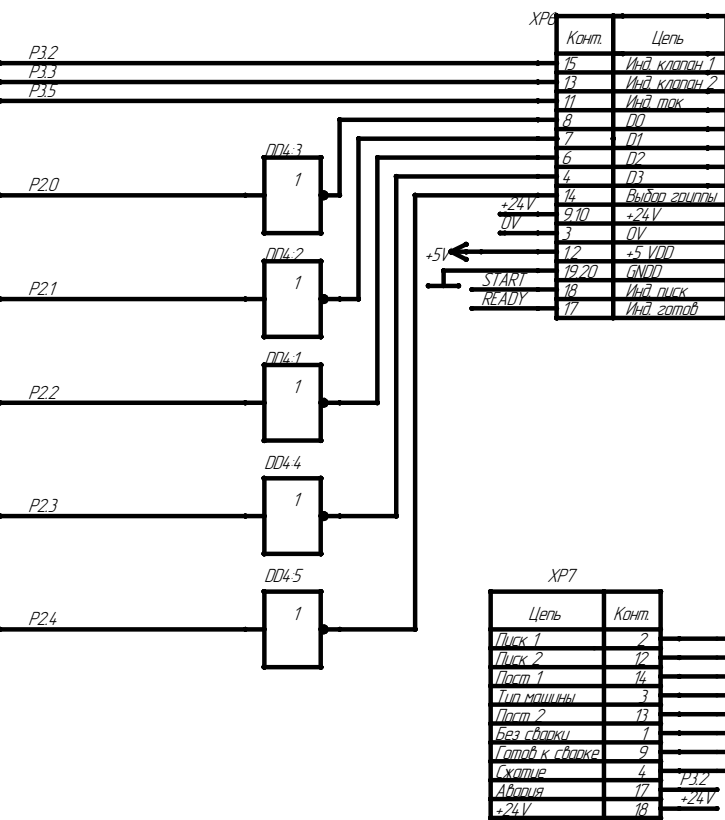 XP6
Конт. Цепь
P3.2 15 Инд. клапан 1
P3.3 13 Инд. клапан 2
P3.5 11 Инд. ток
8 D0
7 D1
6 D2
4 D3
14 Выбор группы
+24V 9,10 +24V
0V 3 0V
+5V 1,2 +5 VDD
19,20 GNDD
START 18 Инд. пуск
READY 17 Инд. готов
DD4:3
1
P2.0
DD4:2
1
P2.1
DD4:1
1
P2.2
DD4:4
1
P2.3
DD4:5
1
P2.4
XP7
Цепь Конт.
Пуск 1 2
Пуск 2 12
Пост 1 14
Тип машины 3
Пост 2 13
Без сварки 1
Готов к сварке 9
Сжатие 4
Авария 17 P3.2
+24V 18 +24V